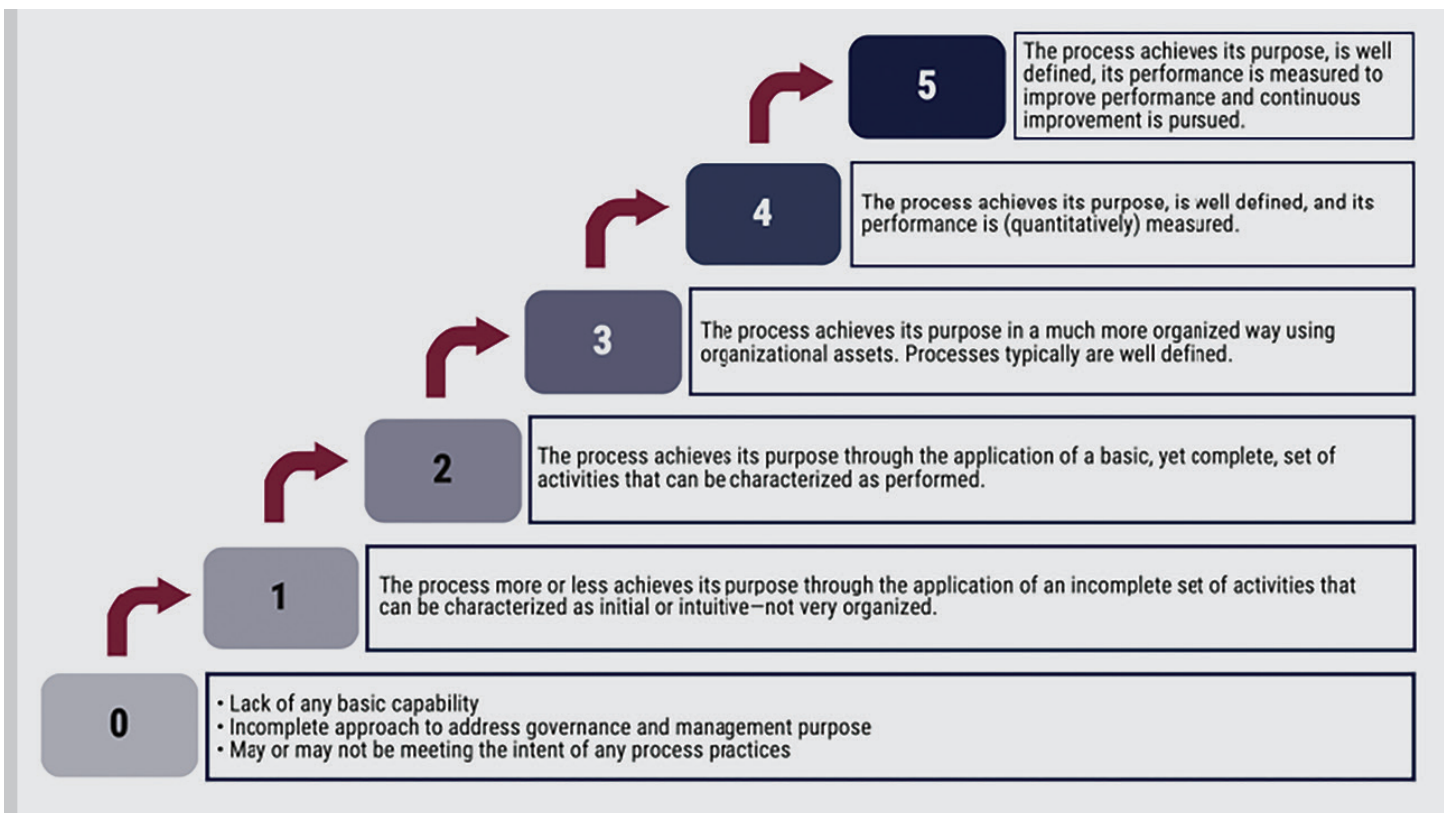 5
The process achieves its purpose, is well
defined, its performance is measured to
improve performance and continuous
improvement is pursued.
4
The process achieves its purpose, is well defined, and its
performance is (quantitatively) measured.
3
The process achieves its purpose in a much more organized way using
organizational assets. Processes typically are well defined.
2
The process achieves its purpose through the application of a basic, yet complete, set of
activities that can be characterized as performed.
1
The process more or less achieves its purpose through the application of an incomplete set of activities that
can be characterized as initial or intuitive—not very organized.
0
• Lack of any basic capability
• Incomplete approach to address governance and management purpose
• May or may not be meeting the intent of any process practices